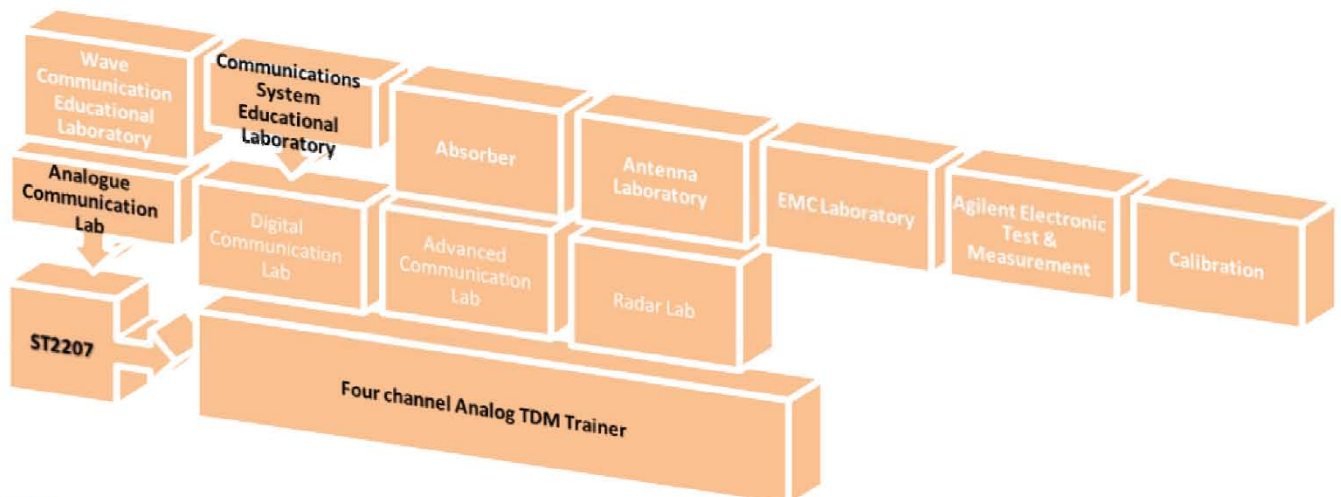 Wave
Communication
Educational
Laboratory
Communications
System
Educational
Laboratory
Absorber
Antenna
Laboratory
EMC Laboratory
Agilent Electronic
Test &
Measurement
Calibration
Analogue
Communication
Lab
Digital
Communication
Lab
Advanced
Communication
Lab
Radar Lab
ST2207
Four channel Analog TDM Trainer